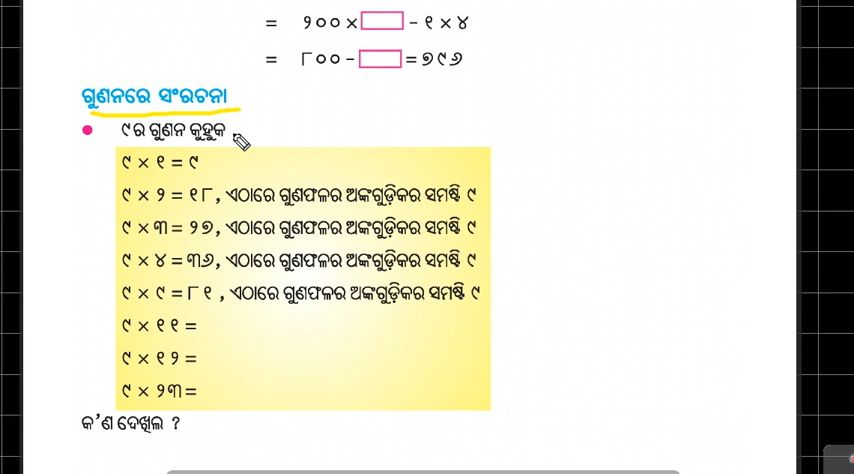 = ୨୦୦ × - ୧ × ୪
= ୮୦୦ - = ୭୯୬
ଗୁଣନରେ ସଂରଚନା
● ୯ର ଗୁଣନ କୁହୁକ
୯ × ୧ = ୯
୯ × ୨ = ୧୮, ଏଠାରେ ଗୁଣଫଳର ଅଙ୍କଗୁଡ଼ିକର ସମଷ୍ଟି ୯
୯ × ୩ = ୨୭, ଏଠାରେ ଗୁଣଫଳର ଅଙ୍କଗୁଡ଼ିକର ସମଷ୍ଟି ୯
୯ × ୪ = ୩୬, ଏଠାରେ ଗୁଣଫଳର ଅଙ୍କଗୁଡ଼ିକର ସମଷ୍ଟି ୯
୯ × ୯ = ୮୧ , ଏଠାରେ ଗୁଣଫଳର ଅଙ୍କଗୁଡ଼ିକର ସମଷ୍ଟି ୯
୯ × ୧୧ =
୯ × ୧୨ =
୯ × ୨୩ =
କ'ଣ ଦେଖିଲ ?